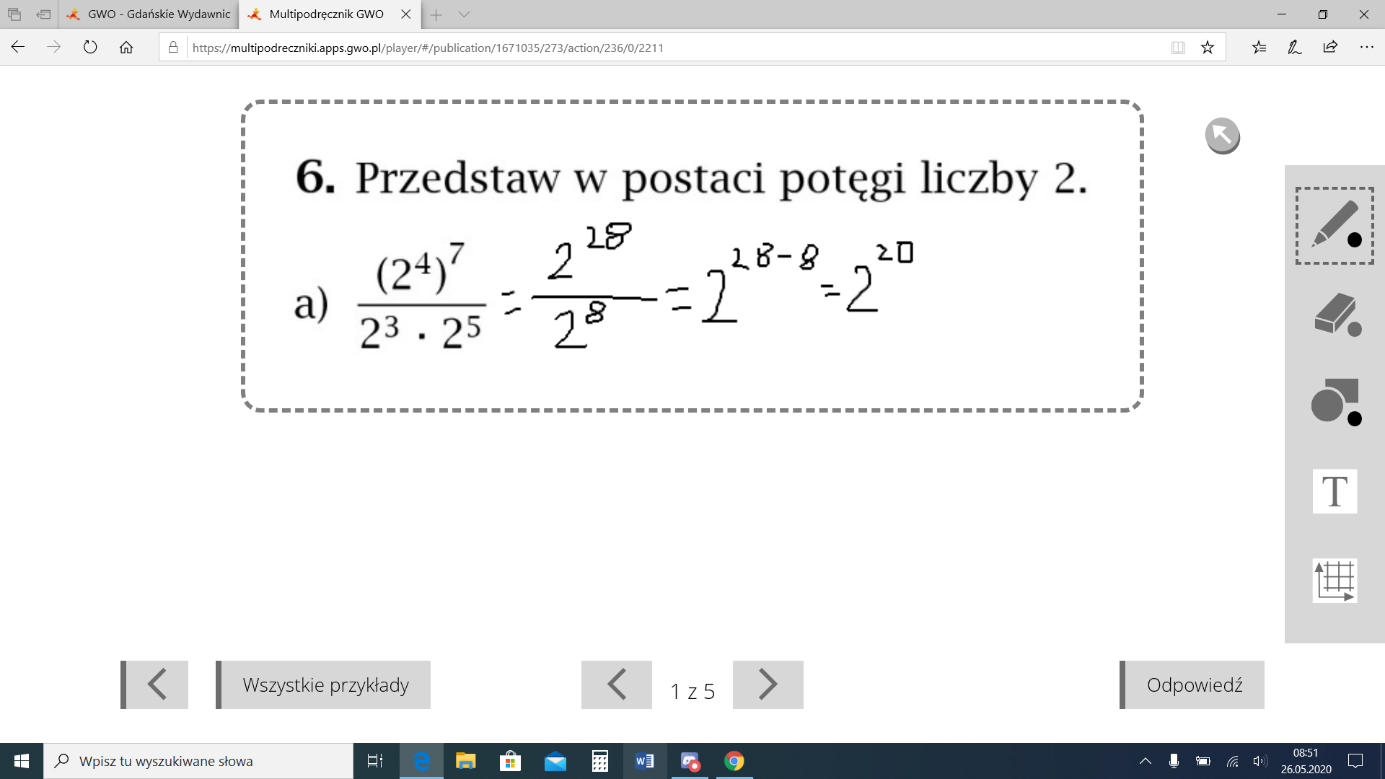 GWO - Gdańskie Wydawnic
Multipodręcznik GWO
https://multipodreczniki.apps.gwo.pl/player/#/publication/1671035/273/action/236/0/2211
6. Przedstaw w postaci potęgi liczby 2.
a) (2⁴)⁷ / 2³ · 2⁵ = 2²⁸ / 2⁸ = 2²⁸⁻⁸ = 2²⁰
T
Wszystkie przykłady
1 z 5
Odpowiedź
Wpisz tu wyszukiwane słowa
08:51
26.05.2020